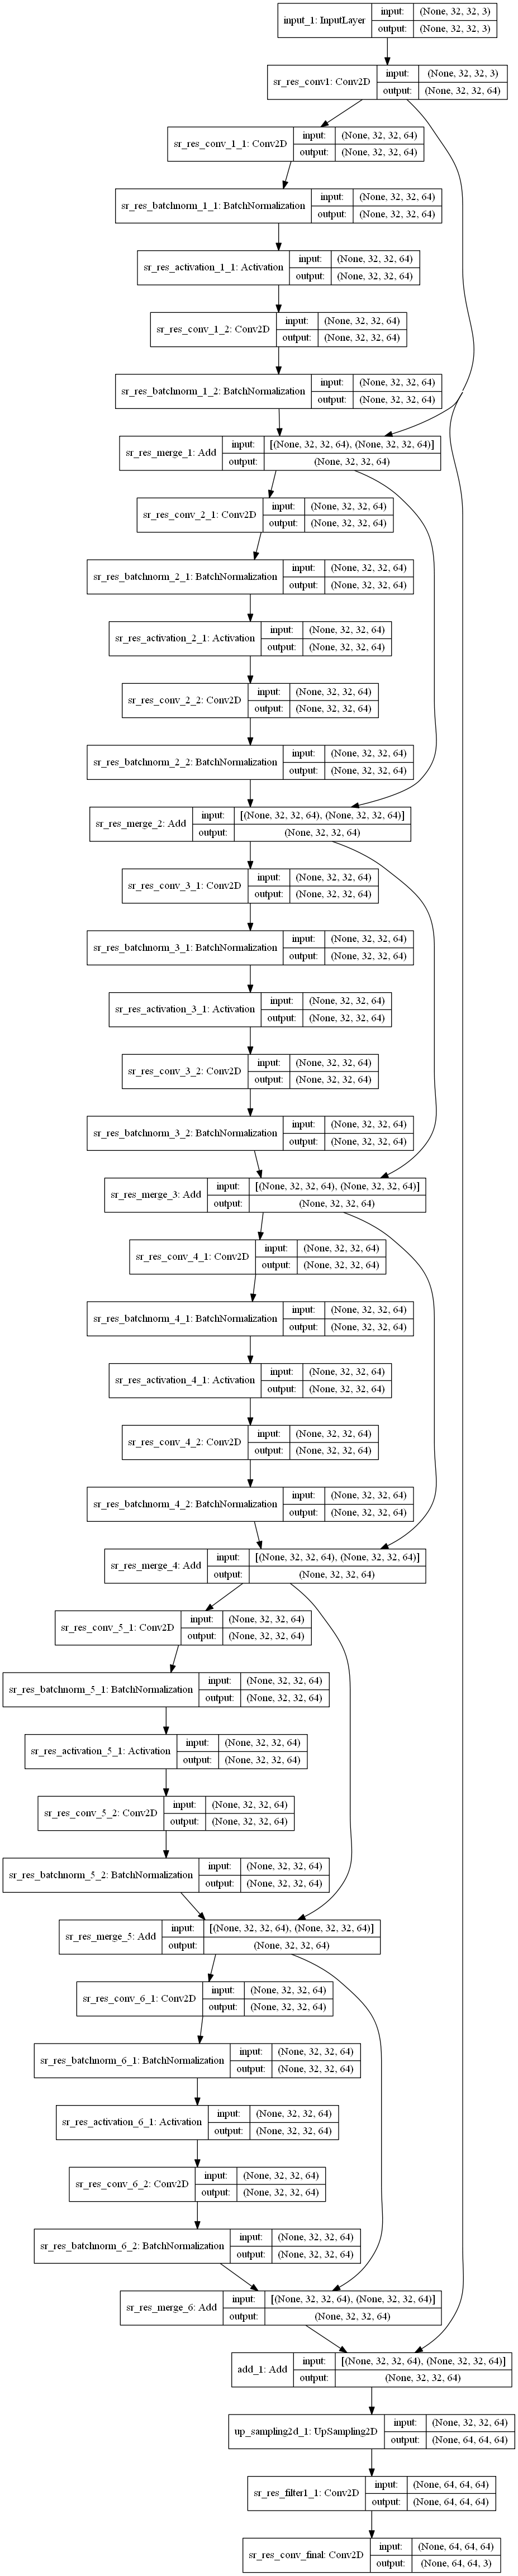 input_1: InputLayer
input: (None, 32, 32, 3)
output: (None, 32, 32, 3)
sr_res_conv1: Conv2D
input: (None, 32, 32, 3)
output: (None, 32, 32, 64)
sr_res_conv_1_1: Conv2D
input: (None, 32, 32, 64)
output: (None, 32, 32, 64)
sr_res_batchnorm_1_1: BatchNormalization
input: (None, 32, 32, 64)
output: (None, 32, 32, 64)
sr_res_activation_1_1: Activation
input: (None, 32, 32, 64)
output: (None, 32, 32, 64)
sr_res_conv_1_2: Conv2D
input: (None, 32, 32, 64)
output: (None, 32, 32, 64)
sr_res_batchnorm_1_2: BatchNormalization
input: (None, 32, 32, 64)
output: (None, 32, 32, 64)
sr_res_merge_1: Add
input: [(None, 32, 32, 64), (None, 32, 32, 64)]
output: (None, 32, 32, 64)
sr_res_conv_2_1: Conv2D
input: (None, 32, 32, 64)
output: (None, 32, 32, 64)
sr_res_batchnorm_2_1: BatchNormalization
input: (None, 32, 32, 64)
output: (None, 32, 32, 64)
sr_res_activation_2_1: Activation
input: (None, 32, 32, 64)
output: (None, 32, 32, 64)
sr_res_conv_2_2: Conv2D
input: (None, 32, 32, 64)
output: (None, 32, 32, 64)
sr_res_batchnorm_2_2: BatchNormalization
input: (None, 32, 32, 64)
output: (None, 32, 32, 64)
sr_res_merge_2: Add
input: [(None, 32, 32, 64), (None, 32, 32, 64)]
output: (None, 32, 32, 64)
sr_res_conv_3_1: Conv2D
input: (None, 32, 32, 64)
output: (None, 32, 32, 64)
sr_res_batchnorm_3_1: BatchNormalization
input: (None, 32, 32, 64)
output: (None, 32, 32, 64)
sr_res_activation_3_1: Activation
input: (None, 32, 32, 64)
output: (None, 32, 32, 64)
sr_res_conv_3_2: Conv2D
input: (None, 32, 32, 64)
output: (None, 32, 32, 64)
sr_res_batchnorm_3_2: BatchNormalization
input: (None, 32, 32, 64)
output: (None, 32, 32, 64)
sr_res_merge_3: Add
input: [(None, 32, 32, 64), (None, 32, 32, 64)]
output: (None, 32, 32, 64)
sr_res_conv_4_1: Conv2D
input: (None, 32, 32, 64)
output: (None, 32, 32, 64)
sr_res_batchnorm_4_1: BatchNormalization
input: (None, 32, 32, 64)
output: (None, 32, 32, 64)
sr_res_activation_4_1: Activation
input: (None, 32, 32, 64)
output: (None, 32, 32, 64)
sr_res_conv_4_2: Conv2D
input: (None, 32, 32, 64)
output: (None, 32, 32, 64)
sr_res_batchnorm_4_2: BatchNormalization
input: (None, 32, 32, 64)
output: (None, 32, 32, 64)
sr_res_merge_4: Add
input: [(None, 32, 32, 64), (None, 32, 32, 64)]
output: (None, 32, 32, 64)
sr_res_conv_5_1: Conv2D
input: (None, 32, 32, 64)
output: (None, 32, 32, 64)
sr_res_batchnorm_5_1: BatchNormalization
input: (None, 32, 32, 64)
output: (None, 32, 32, 64)
sr_res_activation_5_1: Activation
input: (None, 32, 32, 64)
output: (None, 32, 32, 64)
sr_res_conv_5_2: Conv2D
input: (None, 32, 32, 64)
output: (None, 32, 32, 64)
sr_res_batchnorm_5_2: BatchNormalization
input: (None, 32, 32, 64)
output: (None, 32, 32, 64)
sr_res_merge_5: Add
input: [(None, 32, 32, 64), (None, 32, 32, 64)]
output: (None, 32, 32, 64)
sr_res_conv_6_1: Conv2D
input: (None, 32, 32, 64)
output: (None, 32, 32, 64)
sr_res_batchnorm_6_1: BatchNormalization
input: (None, 32, 32, 64)
output: (None, 32, 32, 64)
sr_res_activation_6_1: Activation
input: (None, 32, 32, 64)
output: (None, 32, 32, 64)
sr_res_conv_6_2: Conv2D
input: (None, 32, 32, 64)
output: (None, 32, 32, 64)
sr_res_batchnorm_6_2: BatchNormalization
input: (None, 32, 32, 64)
output: (None, 32, 32, 64)
sr_res_merge_6: Add
input: [(None, 32, 32, 64), (None, 32, 32, 64)]
output: (None, 32, 32, 64)
add_1: Add
input: [(None, 32, 32, 64), (None, 32, 32, 64)]
output: (None, 32, 32, 64)
up_sampling2d_1: UpSampling2D
input: (None, 32, 32, 64)
output: (None, 64, 64, 64)
sr_res_filter1_1: Conv2D
input: (None, 64, 64, 64)
output: (None, 64, 64, 64)
sr_res_conv_final: Conv2D
input: (None, 64, 64, 64)
output: (None, 64, 64, 3)